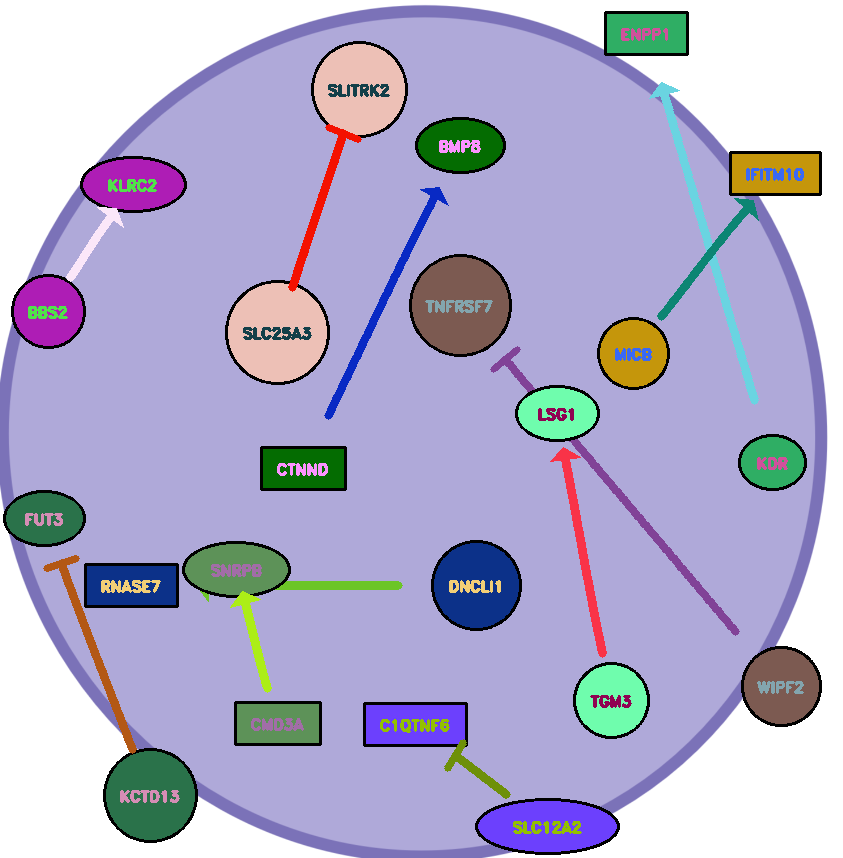 ENPP1
SLITRK2
BMP8
IFITM10
KLRC2
TNFRSF7
BBS2
SLC25A3
MICB
LSG1
KDR
CTNND
FUT3
SNRPG
RNASE7
DNCLI1
WIPF2
TGM3
CMO3A
C1QTNF6
KCTD13
SLC12A2